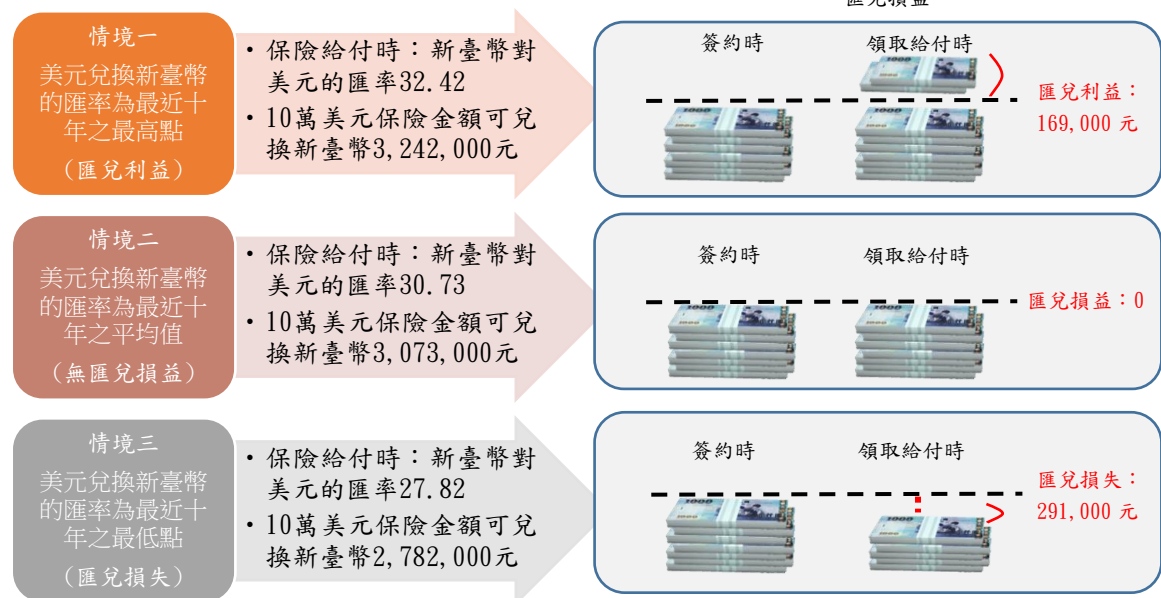 匯兌損益
情境一
美元兌換新臺幣
的匯率為最近十
年之最高點
(匯兌利益)
•保險給付時:新臺幣對
美元的匯率32.42
•10萬美元保險金額可兌
換新臺幣3,242,000元
簽約時
領取給付時
匯兌利益:
169,000 元
情境二
美元兌換新臺幣
的匯率為最近十
年之平均值
(無匯兌損益)
•保險給付時:新臺幣對
美元的匯率30.73
•10萬美元保險金額可兌
換新臺幣3,073,000元
簽約時
領取給付時
匯兌損益:0
情境三
美元兌換新臺幣
的匯率為最近十
年之最低點
(匯兌損失)
•保險給付時:新臺幣對
美元的匯率27.82
•10萬美元保險金額可兌
換新臺幣2,782,000元
簽約時
領取給付時
匯兌損失:
291,000 元